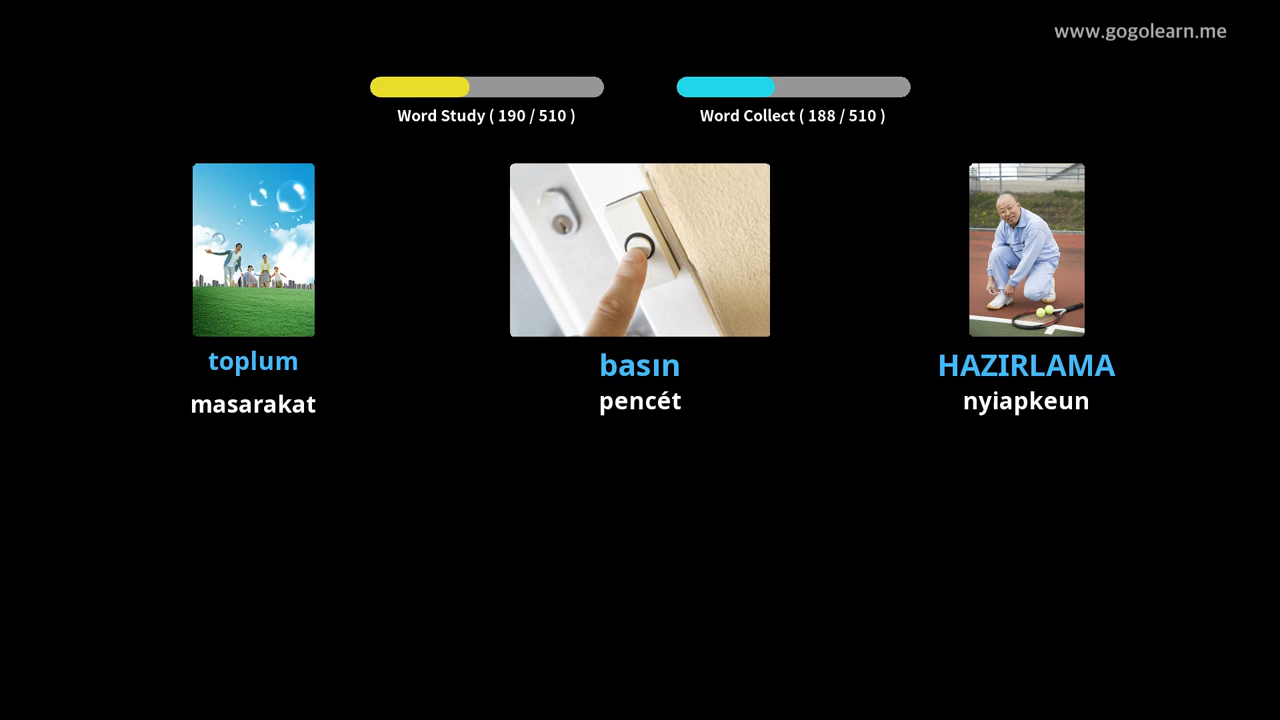 www.gogolearn.me
Word Study ( 190 / 510 )
Word Collect ( 188 / 510 )
toplum
masarakat
basın
pencét
HAZIRLAMA
nyiapkeun